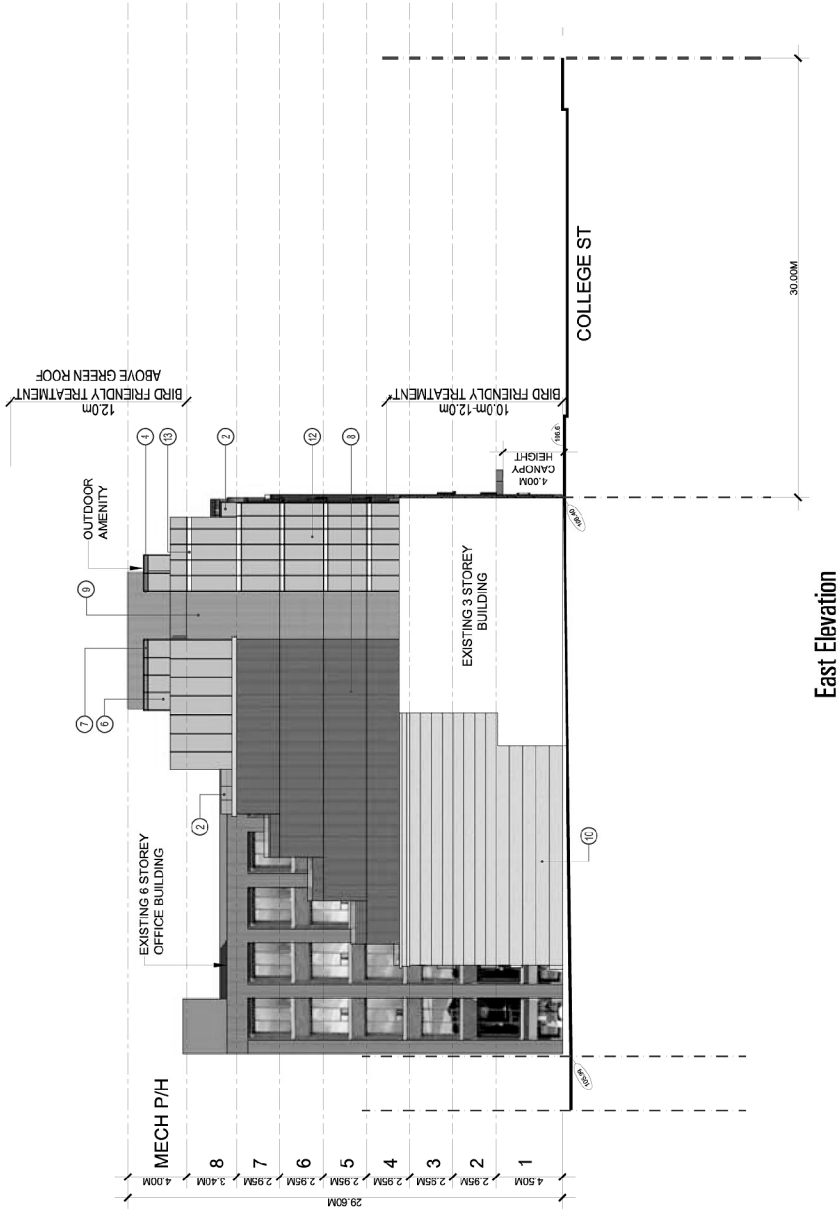 BIRD FRIENDLY TREATMENT
ABOVE GREEN ROOF
12.0m
4
13
2
12
8
BIRD FRIENDLY TREATMENT*
10.0m-12.0m
OUTDOOR
AMENITY
9
7
6
2
EXISTING 6 STOREY
OFFICE BUILDING
EXISTING 3 STOREY
BUILDING
10
4.00M
CANOPY
HEIGHT
106.40
COLLEGE ST
30.00M
MECH P/H
8
7
6
5
4
3
2
1
4.00M
3.40M
2.95M
2.95M
2.95M
2.95M
2.95M
2.95M
4.50M
29.60M
East Elevation